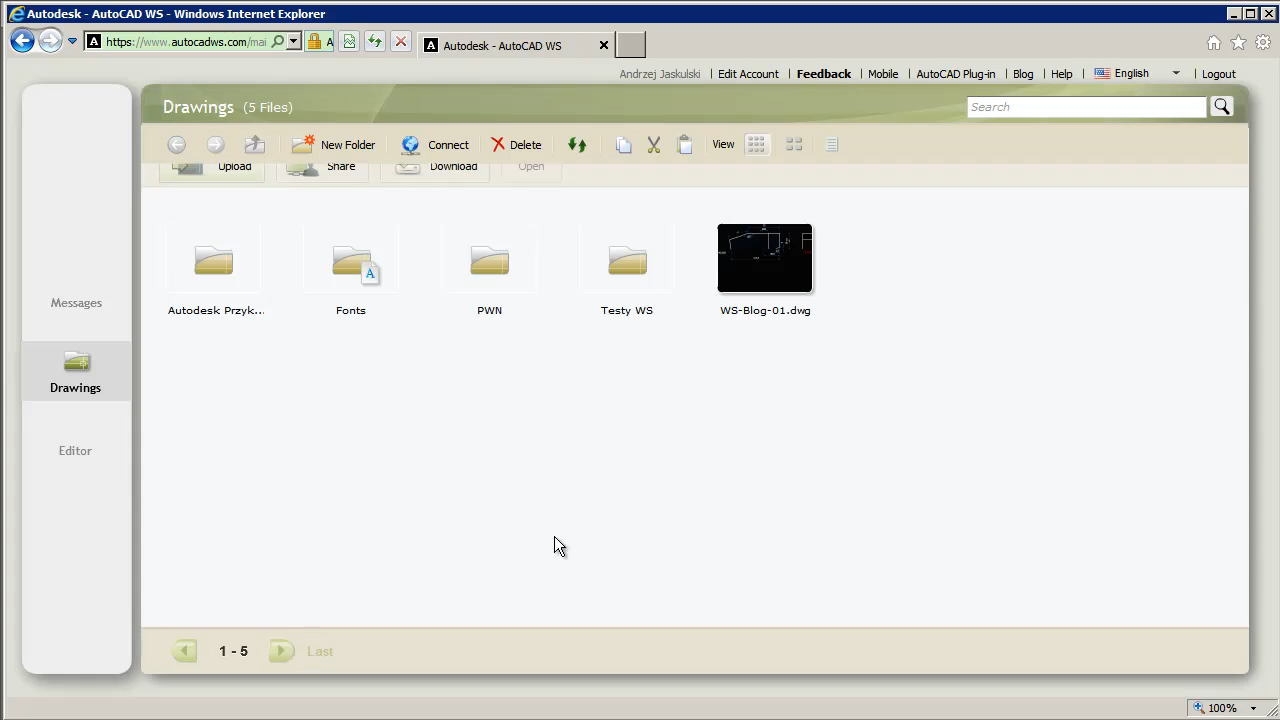 Autodesk - AutoCAD WS - Windows Internet Explorer
https://www.autocadws.com/mai
A
Autodesk - AutoCAD WS
Andrzej Jaskulski | Edit Account | Feedback | Mobile | AutoCAD Plug-in | Blog | Help | English | Logout
Drawings (5 Files)
Search
New Folder Connect Delete View
Upload Share Download Open
Autodesk Przyk... Fonts PWN Testy WS WS-Blog-01.dwg
Messages
Drawings
Editor
1 - 5 Last
100%